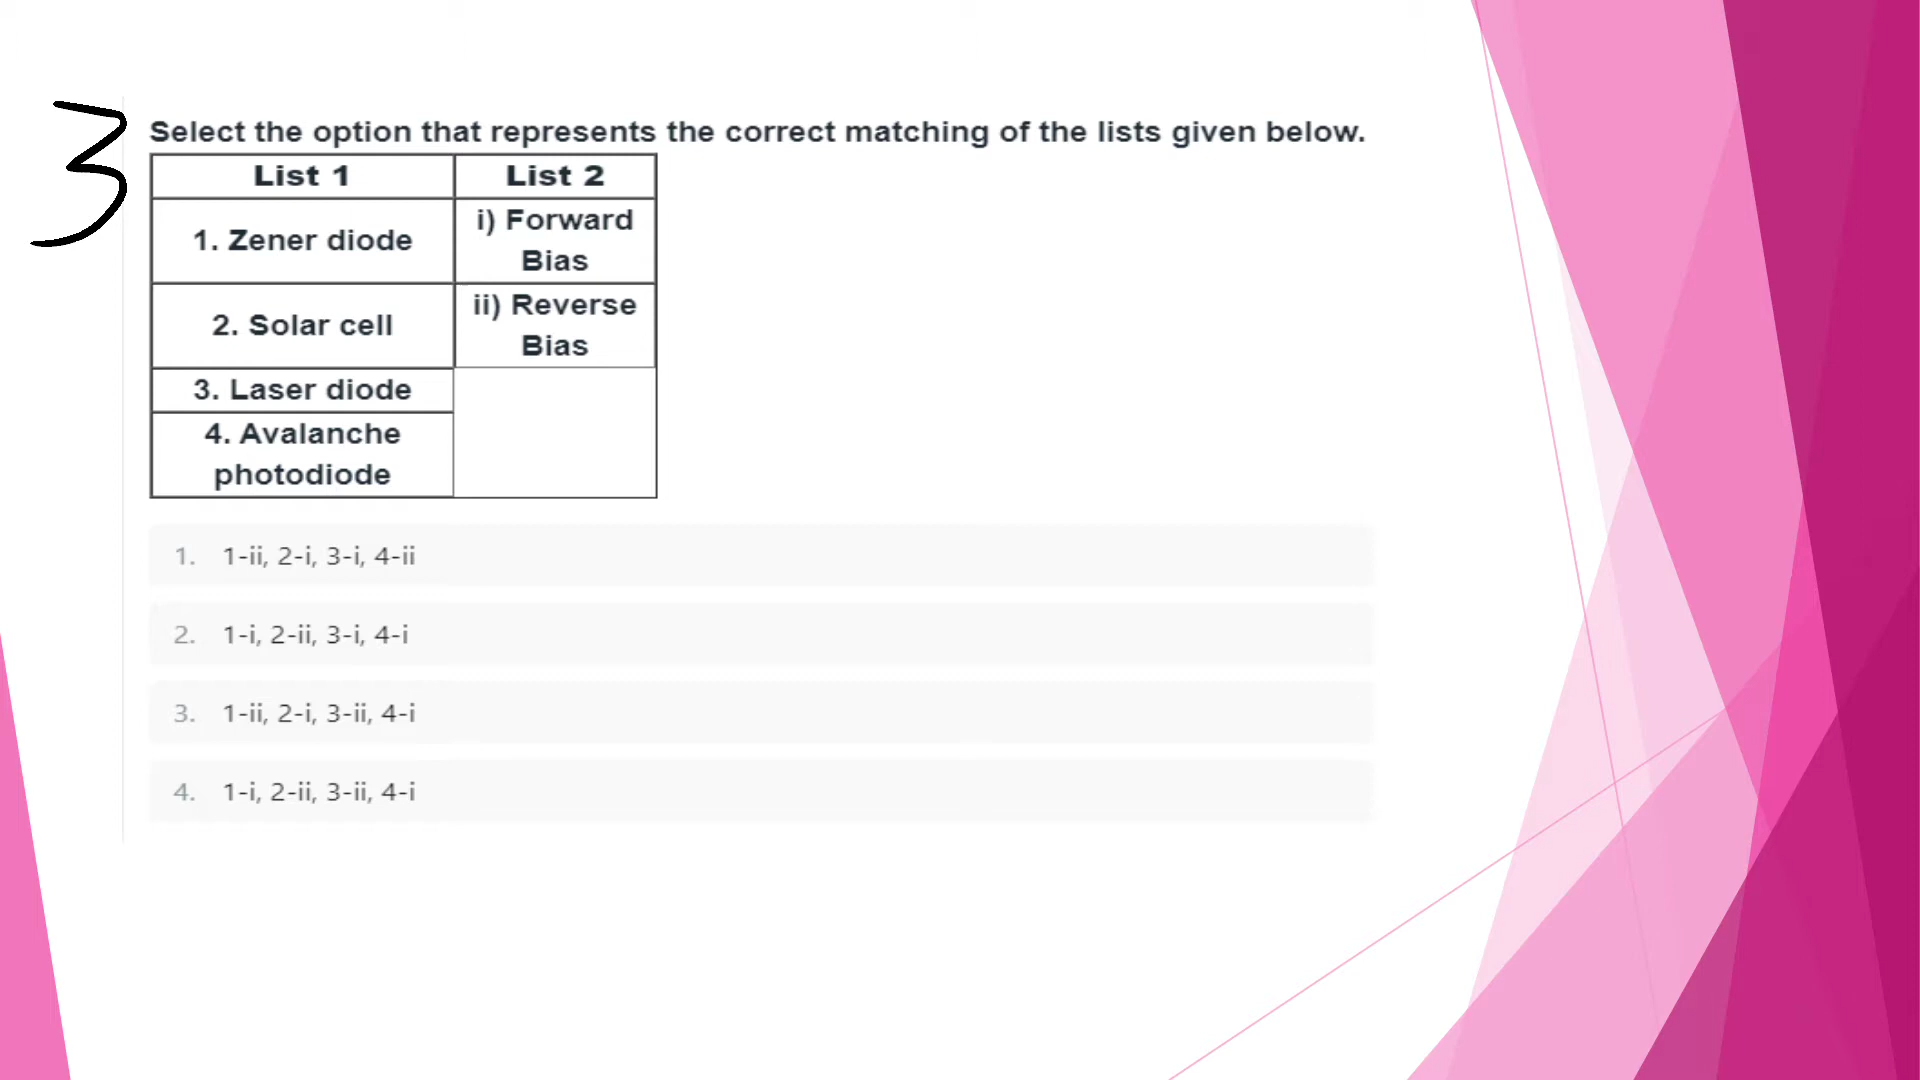 3
Select the option that represents the correct matching of the lists given below.
List 1
List 2
1. Zener diode
i) Forward
Bias
2. Solar cell
ii) Reverse
Bias
3. Laser diode
4. Avalanche
photodiode
1. 1-ii, 2-i, 3-i, 4-ii
2. 1-i, 2-ii, 3-i, 4-i
3. 1-ii, 2-i, 3-ii, 4-i
4. 1-i, 2-ii, 3-ii, 4-i